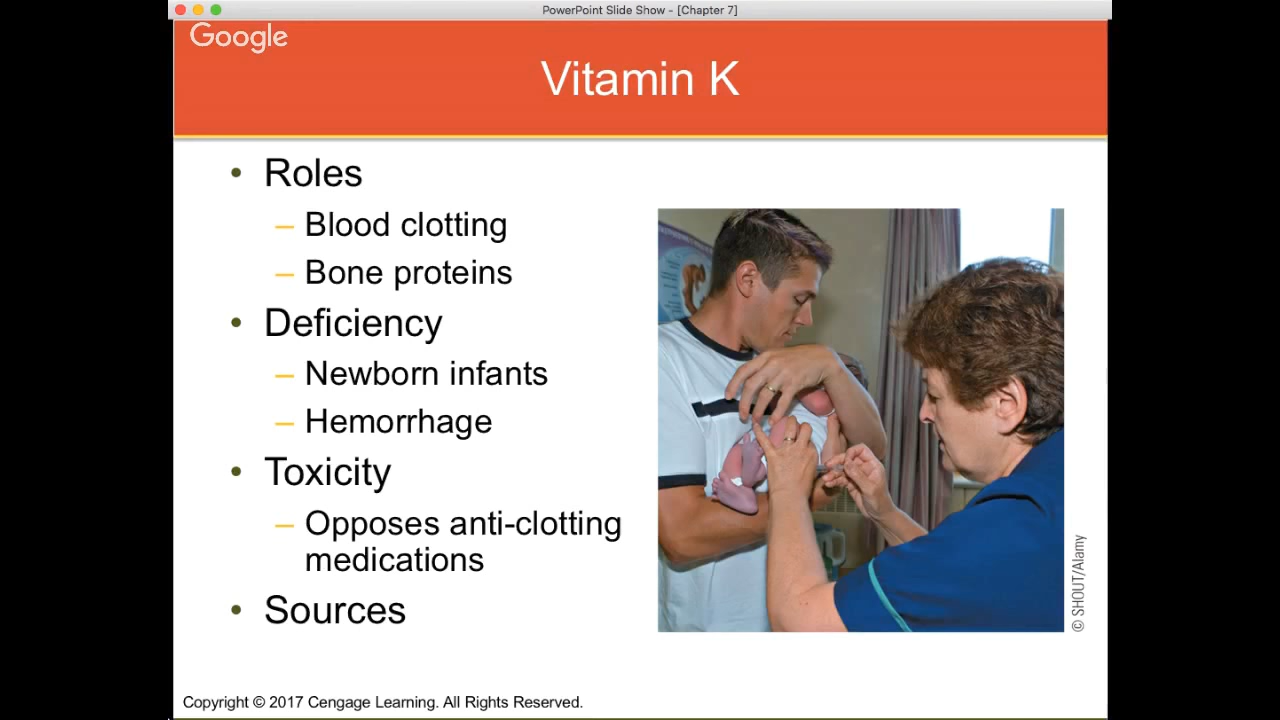 PowerPoint Slide Show - [Chapter 7]
Google
Vitamin K
• Roles
– Blood clotting
– Bone proteins
• Deficiency
– Newborn infants
– Hemorrhage
• Toxicity
– Opposes anti-clotting
medications
• Sources
© SHOUT/Alamy
Copyright © 2017 Cengage Learning. All Rights Reserved.